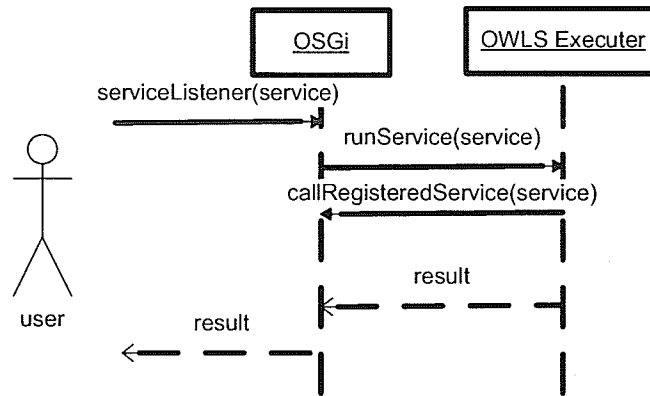 OSGi
OWLS Executer
serviceListener(service)
runService(service)
callRegisteredService(service)
result
user
result